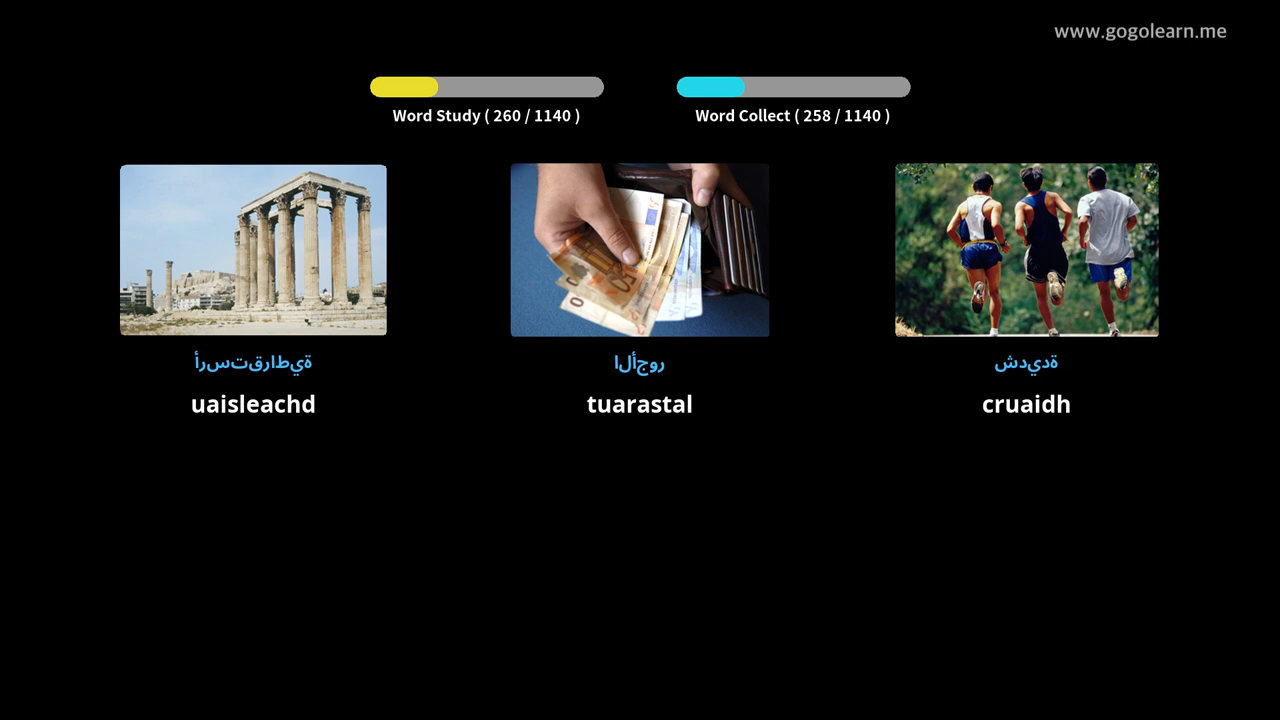 www.gogolearn.me
Word Study ( 260 / 1140 )
Word Collect ( 258 / 1140 )
أرستقراطية
الأجور
شديدة
uaisleachd
tuarastal
cruaidh